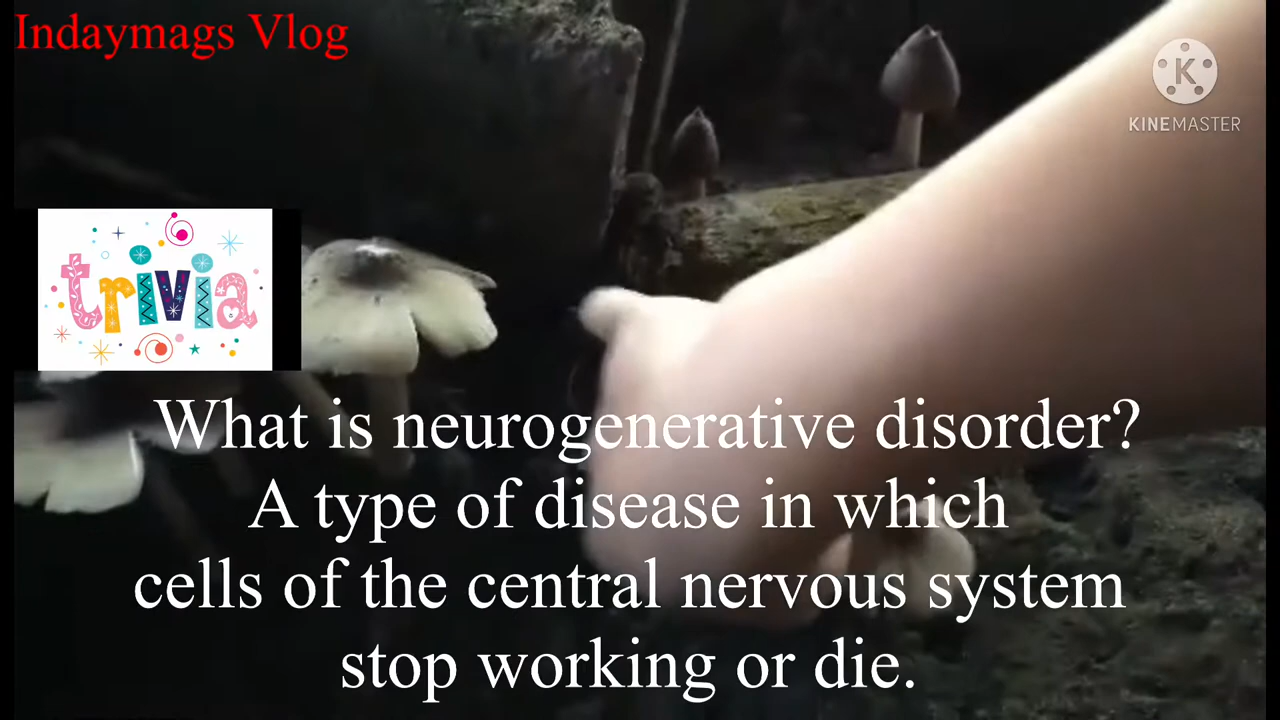 Indaymags Vlog
KINEMASTER
trivia
What is neurogenerative disorder?
A type of disease in which
cells of the central nervous system
stop working or die.